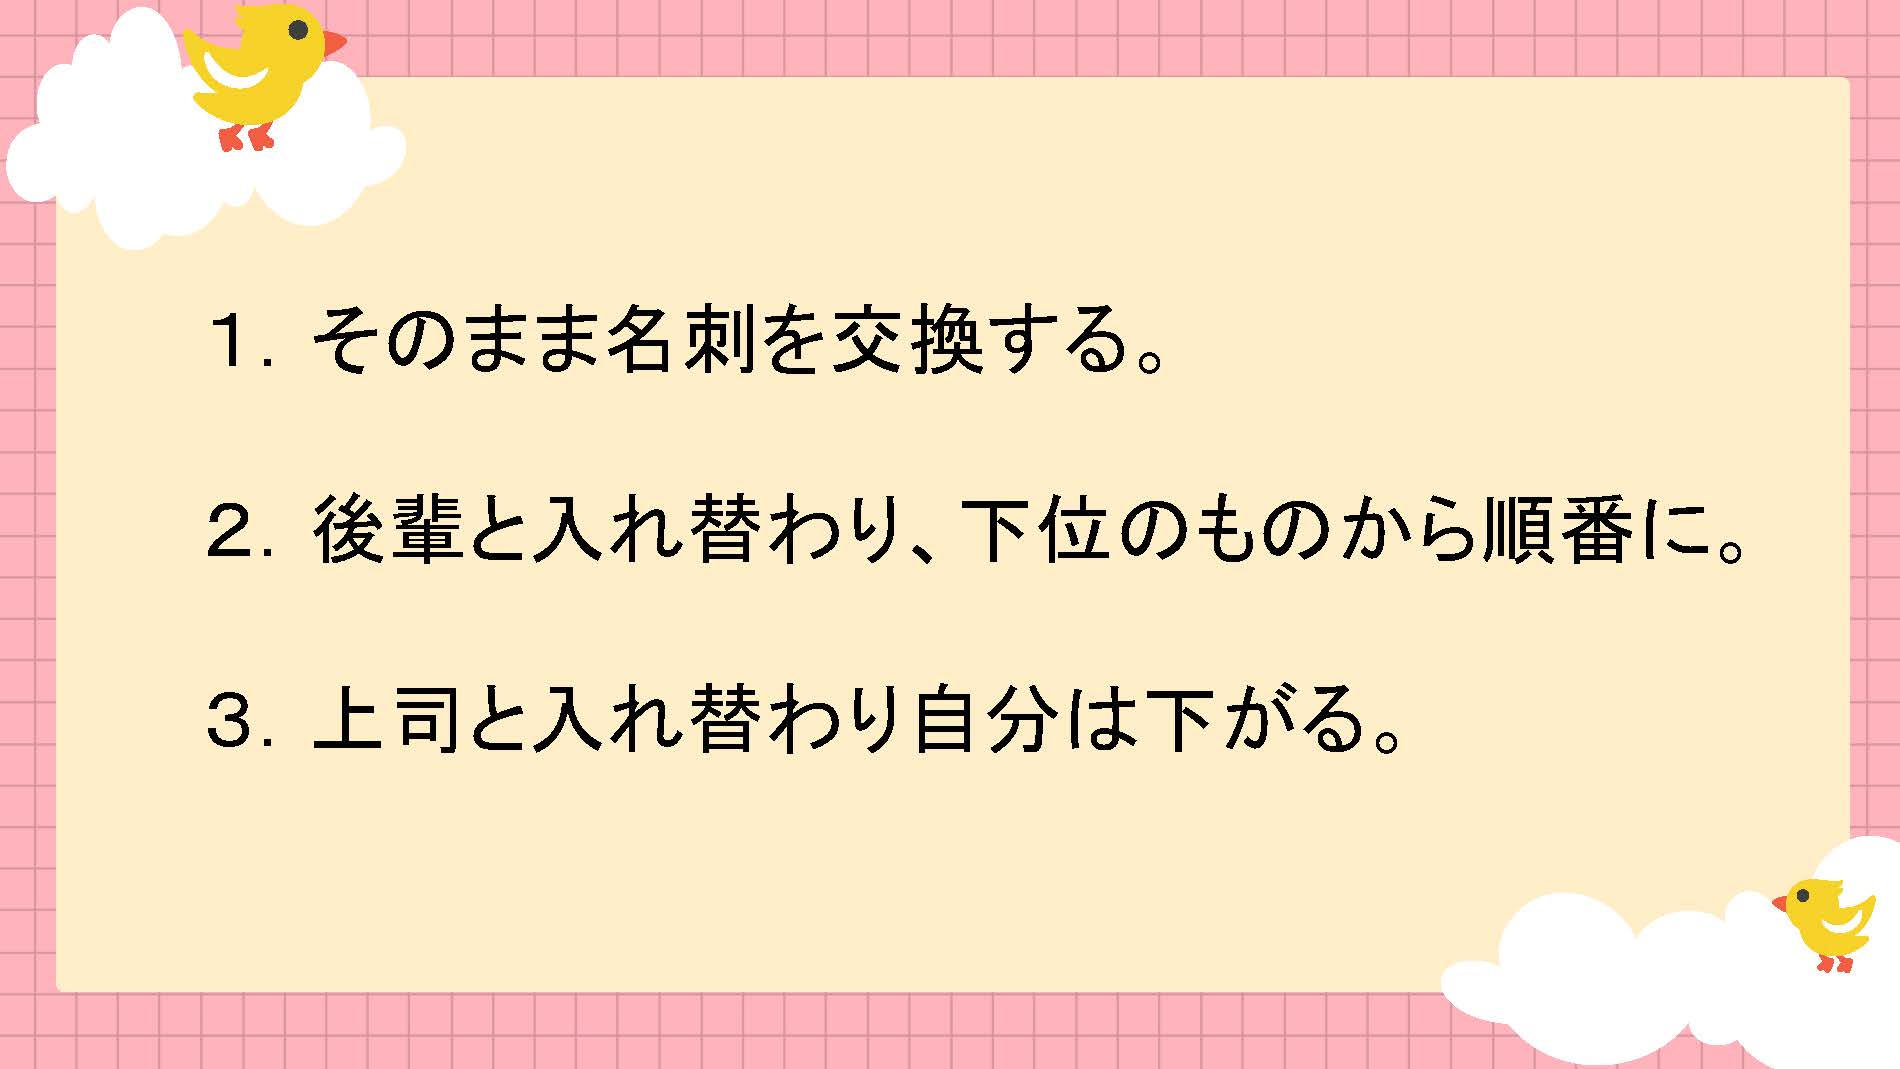 １．そのまま名刺を交換する。
２．後輩と入れ替わり、下位のものから順番に。
３．上司と入れ替わり自分は下がる。